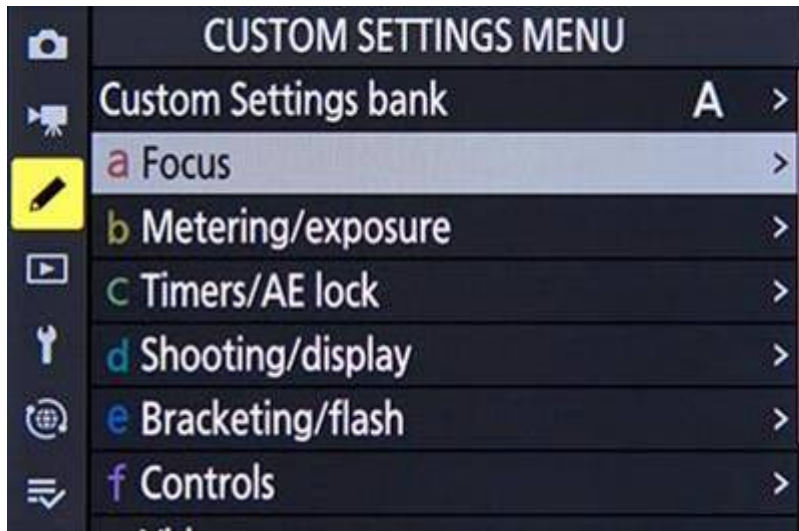 CUSTOM SETTINGS MENU
Custom Settings bank A >
a Focus >
b Metering/exposure >
c Timers/AE lock >
d Shooting/display >
e Bracketing/flash >
f Controls >